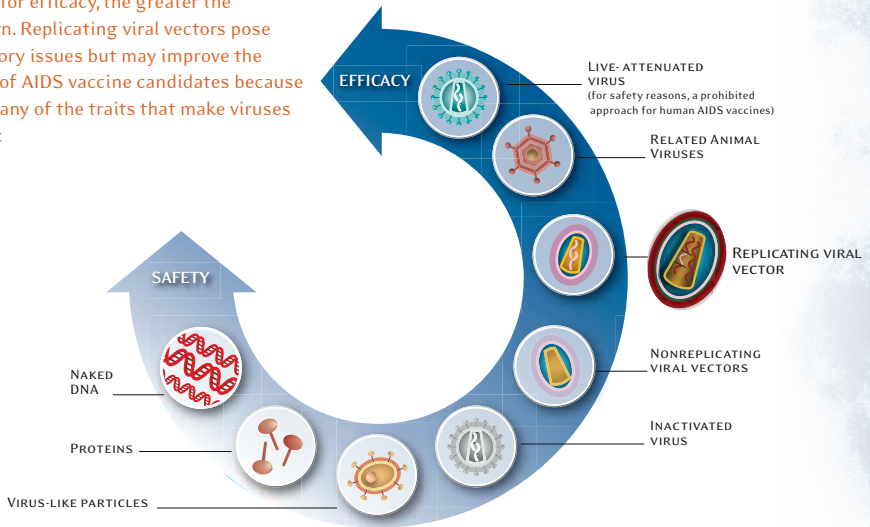 for efficacy, the greater the
n. Replicating viral vectors pose
ory issues but may improve the
of AIDS vaccine candidates because
any of the traits that make viruses
EFFICACY
LIVE-ATTENUATED
VIRUS
(for safety reasons, a prohibited
approach for human AIDS vaccines)
RELATED ANIMAL
VIRUSES
REPLICATING VIRAL
VECTOR
SAFETY
NONREPLICATING
VIRAL VECTORS
NAKED
DNA
INACTIVATED
VIRUS
PROTEINS
VIRUS-LIKE PARTICLES